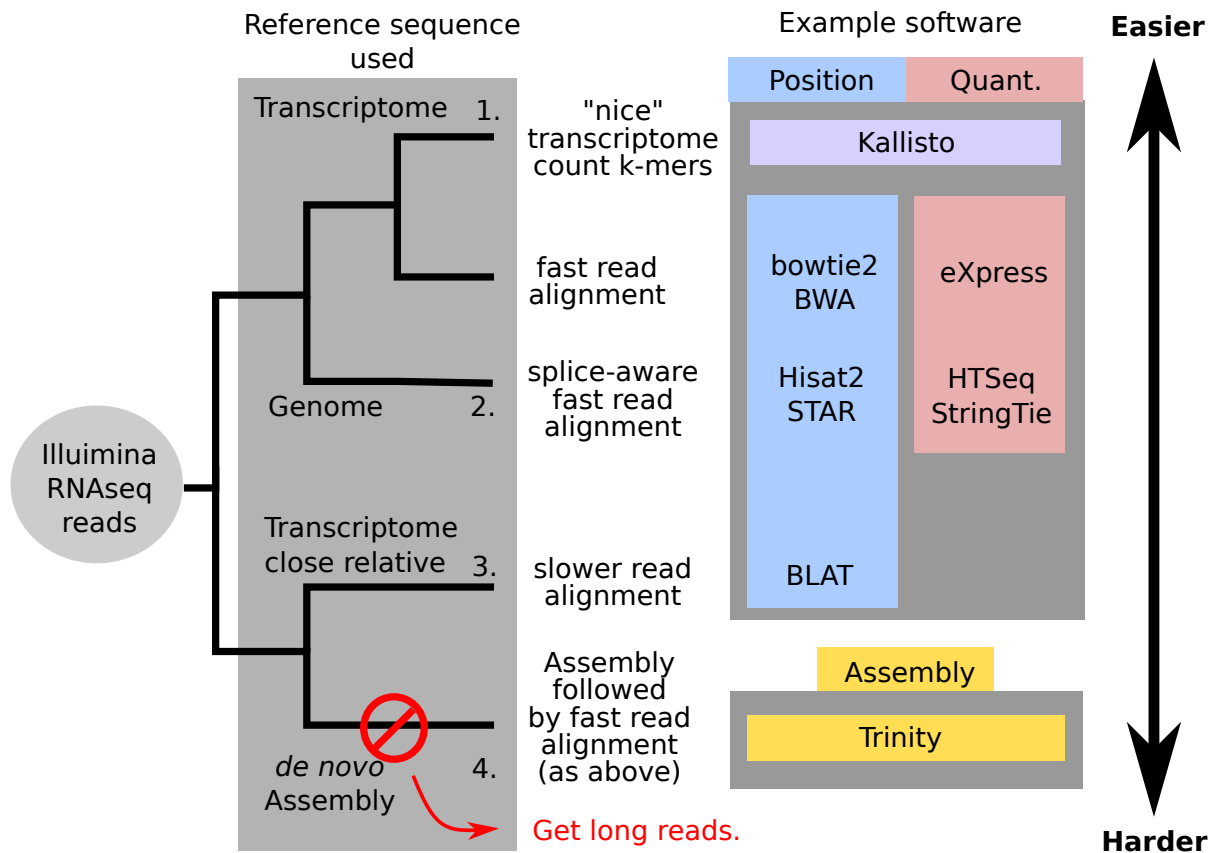 Reference sequence
used
Example software
Easier
Position
Quant.
Transcriptome
1.
"nice"
transcriptome
count k-mers
Kallisto
fast read
alignment
bowtie2
BWA
eXpress
Genome
2.
splice-aware
fast read
alignment
Hisat2
STAR
HTSeq
StringTie
Illuimina
RNAseq
reads
Transcriptome
close relative
3.
slower read
alignment
BLAT
de novo
Assembly
4.
Assembly
followed
by fast read
alignment
(as above)
Assembly
Trinity
Get long reads.
Harder